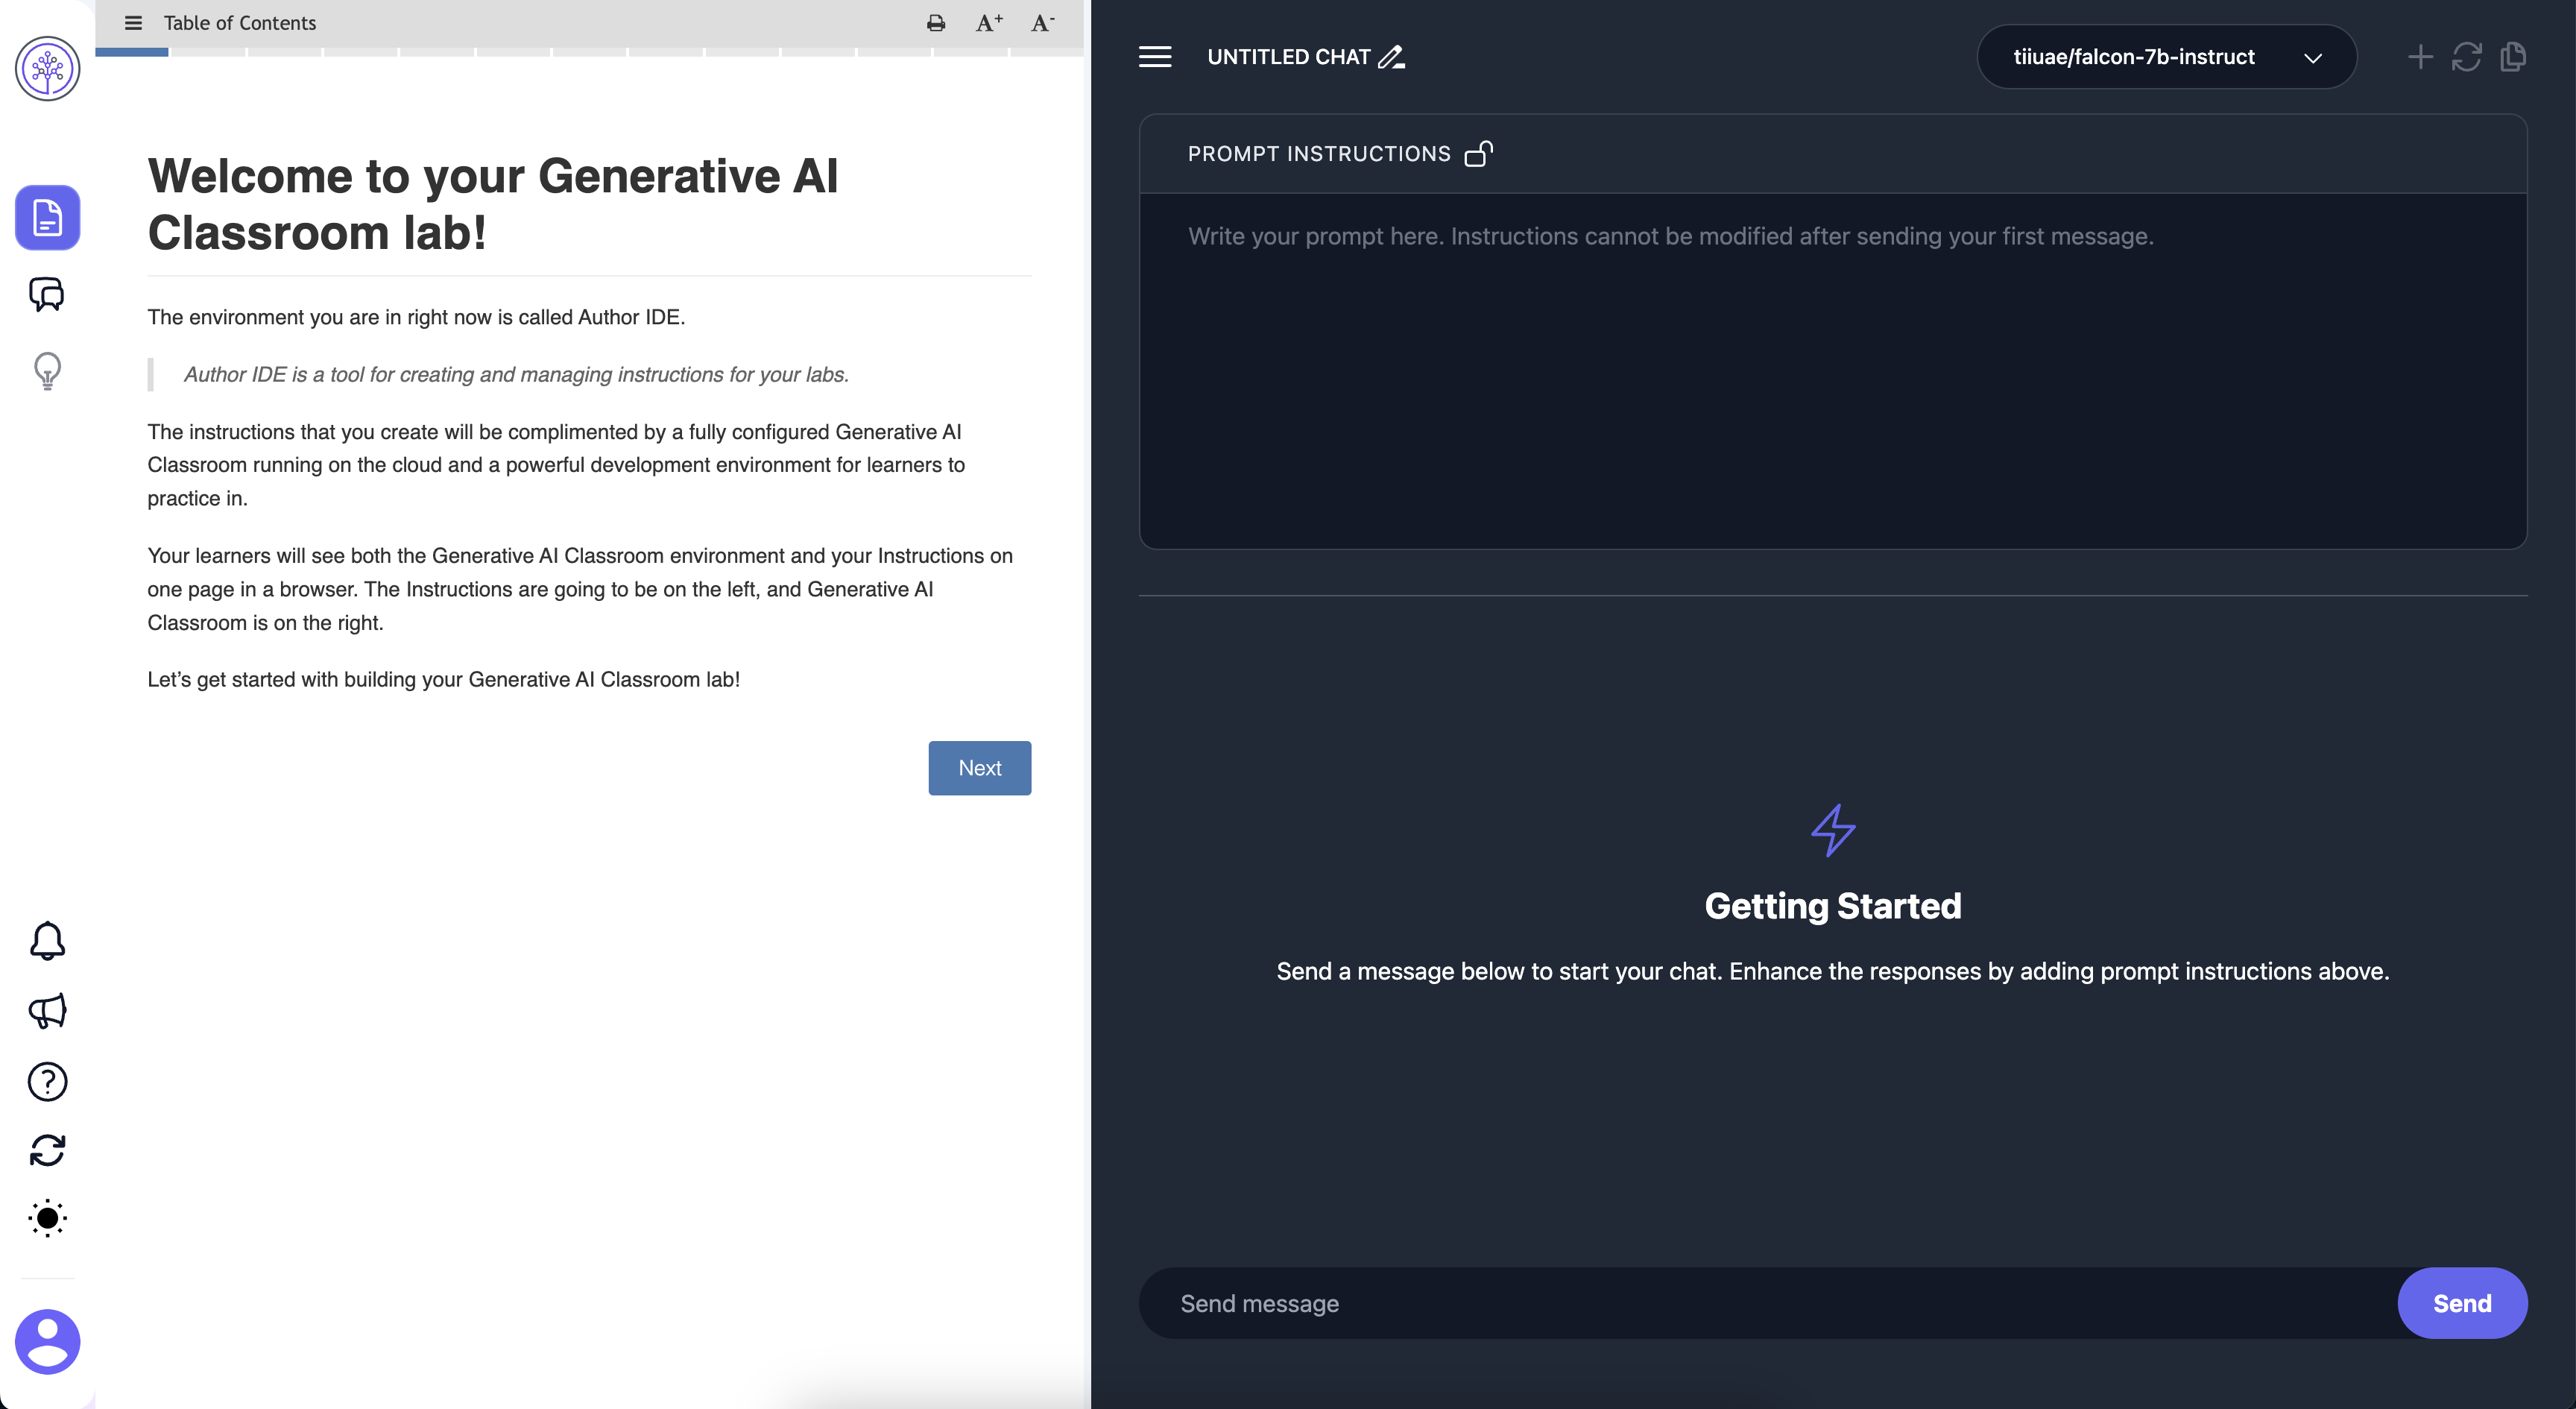 Table of Contents
A+ A-
Welcome to your Generative AI
Classroom lab!
The environment you are in right now is called Author IDE.
Author IDE is a tool for creating and managing instructions for your labs.
The instructions that you create will be complimented by a fully configured Generative AI
Classroom running on the cloud and a powerful development environment for learners to
practice in.
Your learners will see both the Generative AI Classroom environment and your Instructions on
one page in a browser. The Instructions are going to be on the left, and Generative AI
Classroom is on the right.
Let’s get started with building your Generative AI Classroom lab!
Next
UNTITLED CHAT
tiiuae/falcon-7b-instruct
PROMPT INSTRUCTIONS
Write your prompt here. Instructions cannot be modified after sending your first message.
Getting Started
Send a message below to start your chat. Enhance the responses by adding prompt instructions above.
Send message
Send